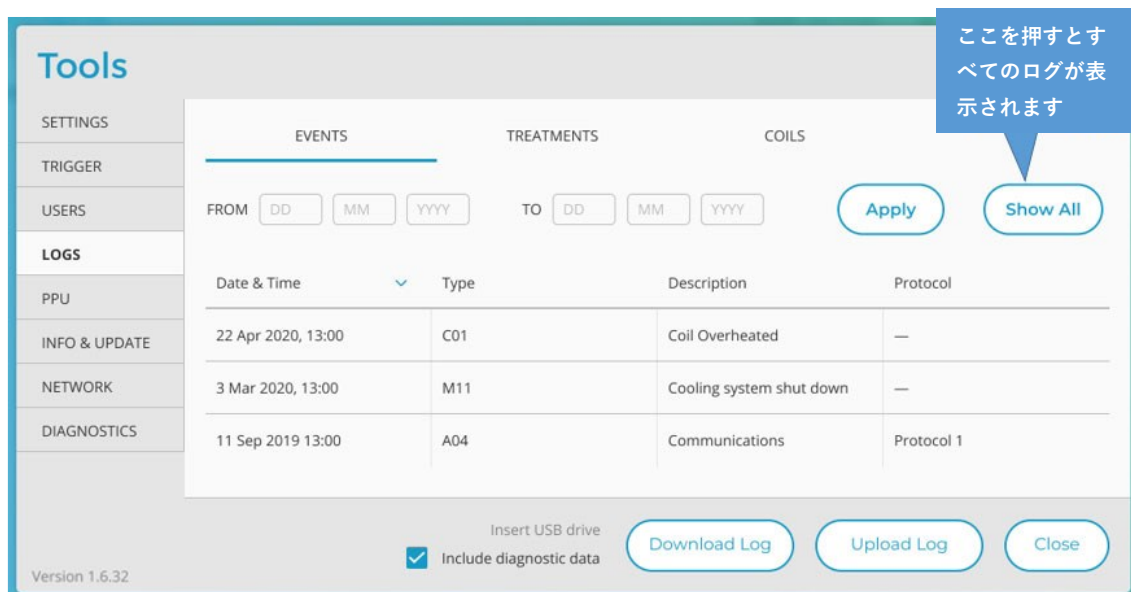 ここを押すとす
べてのログが表
示されます
Tools
SETTINGS
TRIGGER
USERS
LOGS
PPU
INFO & UPDATE
NETWORK
DIAGNOSTICS
EVENTS TREATMENTS COILS
FROM DD MM YYYY TO DD MM YYYY Apply Show All
Date & Time Type Description Protocol
22 Apr 2020, 13:00 C01 Coil Overheated —
3 Mar 2020, 13:00 M11 Cooling system shut down —
11 Sep 2019 13:00 A04 Communications Protocol 1
Insert USB drive
Include diagnostic data
Download Log Upload Log Close
Version 1.6.32